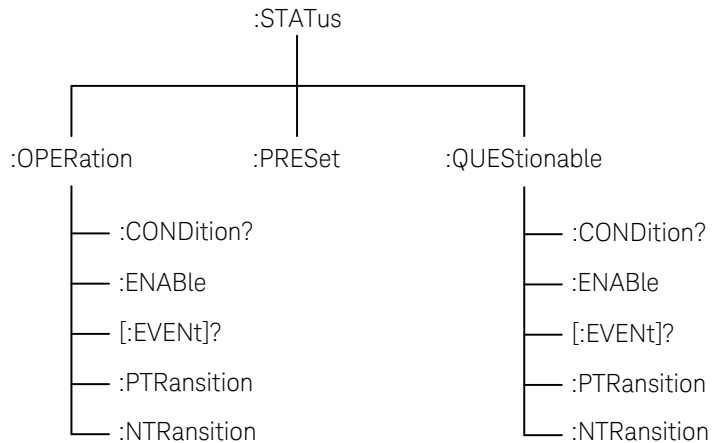 :STATus
:OPERation
:PRESet
:QUEStionable
:CONDition?
:ENABle
[:EVENt]?
:PTRansition
:NTRansition
:CONDition?
:ENABle
[:EVENt]?
:PTRansition
:NTRansition